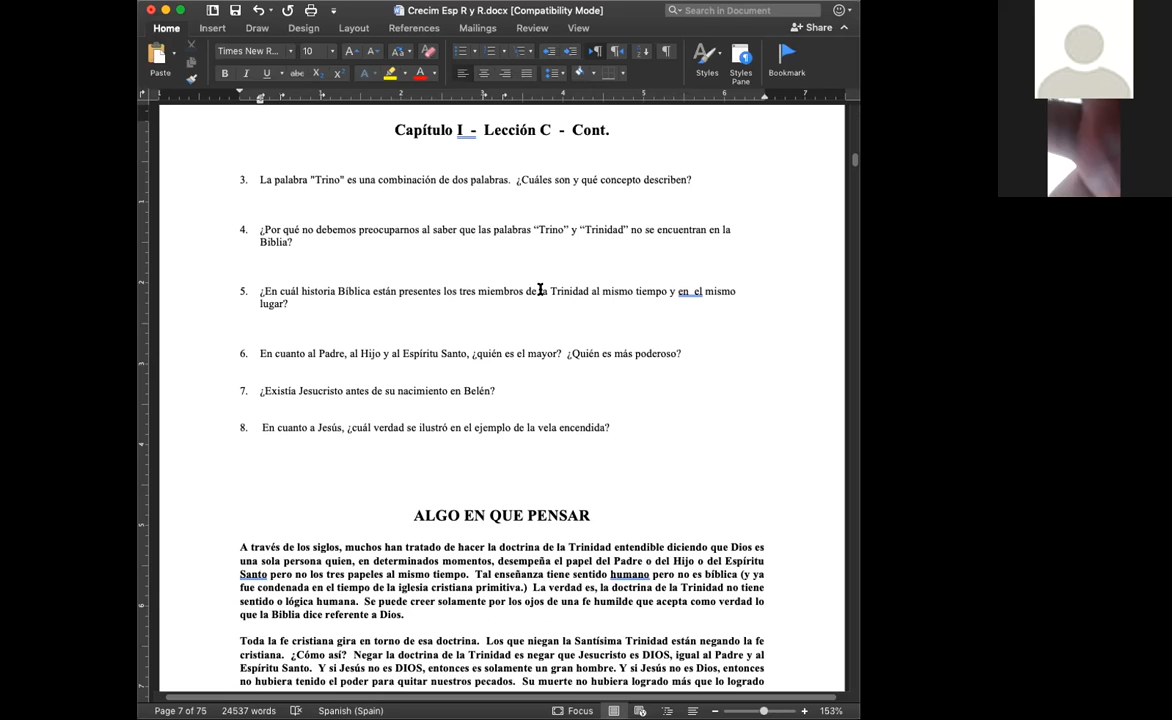 Crecim Esp R y R.docx [Compatibility Mode]
Search in Document
Home Insert Draw Design Layout References Mailings Review View
Share
Paste
Times New R... 10
Styles
Styles Pane
Bookmark
Capítulo I - Lección C - Cont.
3. La palabra "Trino" es una combinación de dos palabras. ¿Cuáles son y qué concepto describen?
4. ¿Por qué no debemos preocuparnos al saber que las palabras “Trino” y “Trinidad” no se encuentran en la
Biblia?
5. ¿En cuál historia Bíblica están presentes los tres miembros de la Trinidad al mismo tiempo y en el mismo
lugar?
6. En cuanto al Padre, al Hijo y al Espíritu Santo, ¿quién es el mayor? ¿Quién es más poderoso?
7. ¿Existía Jesucristo antes de su nacimiento en Belén?
8. En cuanto a Jesús, ¿cuál verdad se ilustró en el ejemplo de la vela encendida?
ALGO EN QUE PENSAR
A través de los siglos, muchos han tratado de hacer la doctrina de la Trinidad entendible diciendo que Dios es
una sola persona quien, en determinados momentos, desempeña el papel del Padre o del Hijo o del Espíritu
Santo pero no los tres papeles al mismo tiempo. Tal enseñanza tiene sentido humano pero no es bíblica (y ya
fue condenada en el tiempo de la iglesia cristiana primitiva.) La verdad es, la doctrina de la Trinidad no tiene
sentido o lógica humana. Se puede creer solamente por los ojos de una fe humilde que acepta como verdad lo
que la Biblia dice referente a Dios.
Toda la fe cristiana gira en torno de esa doctrina. Los que niegan la Santísima Trinidad están negando la fe
cristiana. ¿Cómo así? Negar la doctrina de la Trinidad es negar que Jesucristo es DIOS, igual al Padre y al
Espíritu Santo. Y si Jesús no es DIOS, entonces es solamente un gran hombre. Y si Jesús no es Dios, entonces
no hubiera tenido el poder para quitar nuestros pecados. Su muerte no hubiera logrado más que lo logrado
Page 7 of 75 24537 words Spanish (Spain) Focus 153%